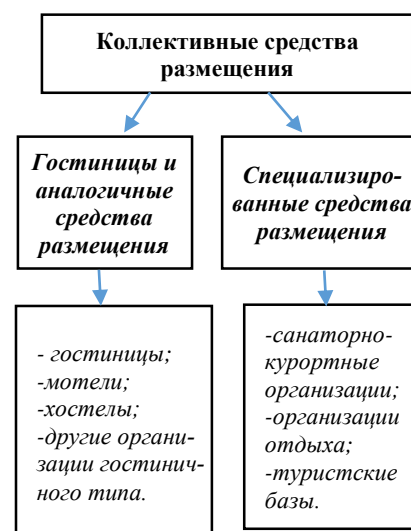 Коллективные средства
размещения
Гостиницы и
аналогичные
средства
размещения
Специализиро-
ванные средства
размещения
- гостиницы;
-мотели;
-хостелы;
-другие органи-
зации гостинич-
ного типа.
-санаторно-
курортные
организации;
-организации
отдыха;
-туристские
базы.